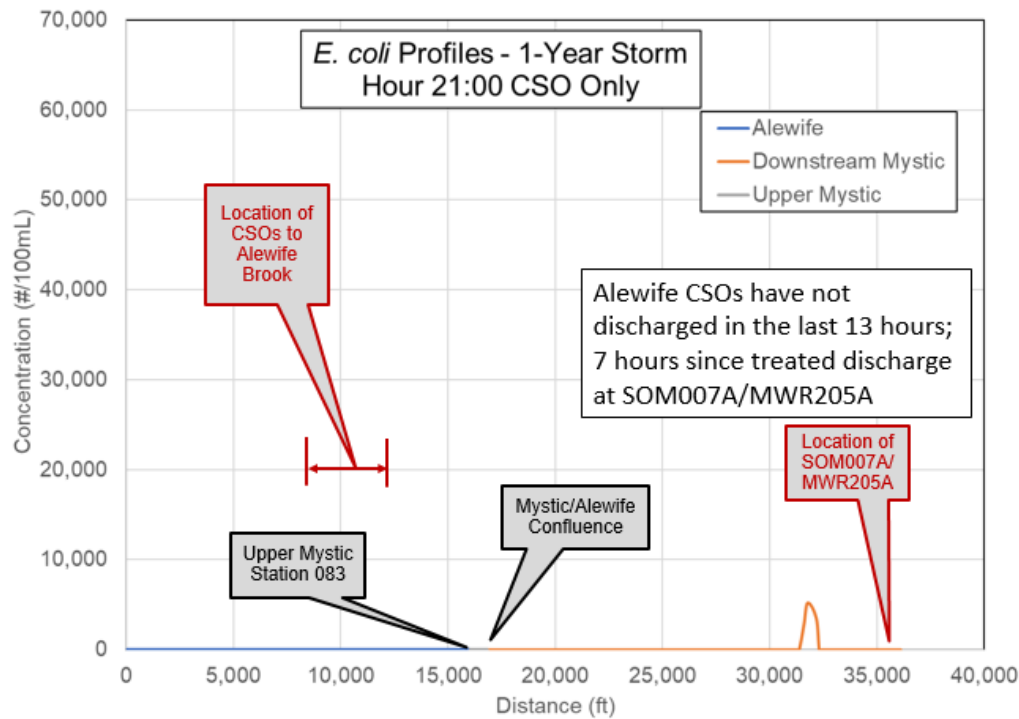 E. coli Profiles - 1-Year Storm
Hour 21:00 CSO Only
Alewife
Downstream Mystic
Upper Mystic
Location of
CSOs to
Alewife
Brook
Alewife CSOs have not
discharged in the last 13 hours;
7 hours since treated discharge
at SOM007A/MWR205A
Location of
SOM007A/
MWR205A
Mystic/Alewife
Confluence
Upper Mystic
Station 083
Concentration (#/100mL)
70,000
60,000
50,000
40,000
30,000
20,000
10,000
0
0
5,000
10,000
15,000
20,000
25,000
30,000
35,000
40,000
Distance (ft)